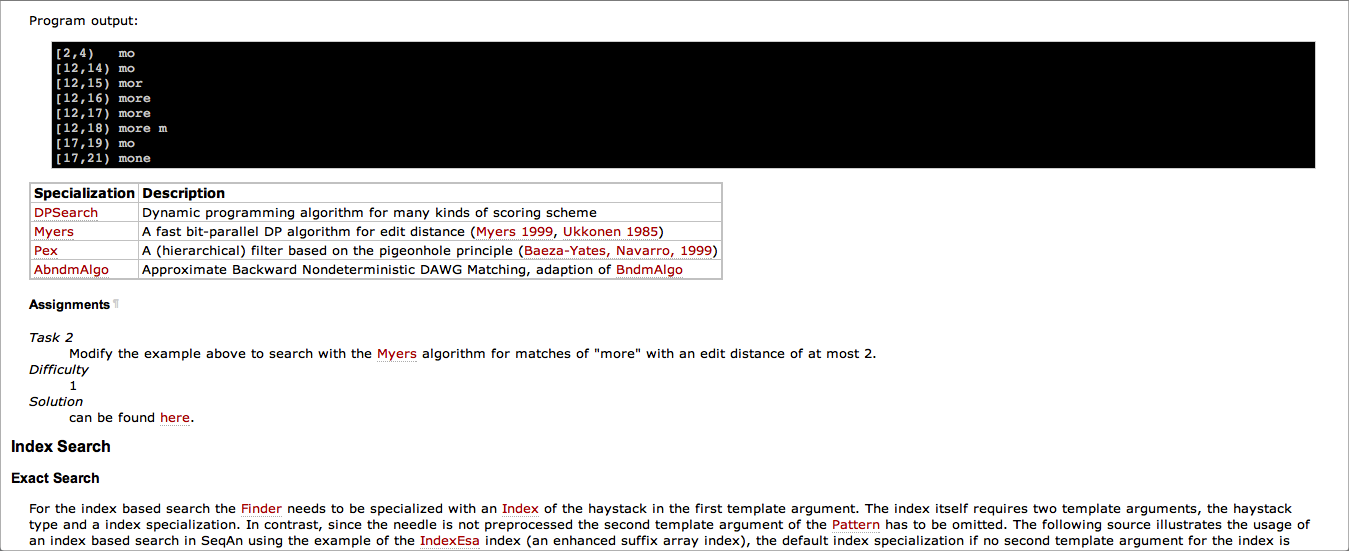 Program output:
[2,4)   mo
[12,14) mo
[12,15) mor
[12,16) more
[12,17) more
[12,18) more m
[17,19) mo
[17,21) mone
Specialization Description
DPSearch Dynamic programming algorithm for many kinds of scoring scheme
Myers A fast bit-parallel DP algorithm for edit distance (Myers 1999, Ukkonen 1985)
Pex A (hierarchical) filter based on the pigeonhole principle (Baeza-Yates, Navarro, 1999)
AbndmAlgo Approximate Backward Nondeterministic DAWG Matching, adaption of BndmAlgo
Assignments ¶
Task 2
Modify the example above to search with the Myers algorithm for matches of "more" with an edit distance of at most 2.
Difficulty
1
Solution
can be found here.
Index Search
Exact Search
For the index based search the Finder needs to be specialized with an Index of the haystack in the first template argument. The index itself requires two template arguments, the haystack
type and a index specialization. In contrast, since the needle is not preprocessed the second template argument of the Pattern has to be omitted. The following source illustrates the usage of
an index based search in SeqAn using the example of the IndexEsa index (an enhanced suffix array index), the default index specialization if no second template argument for the index is